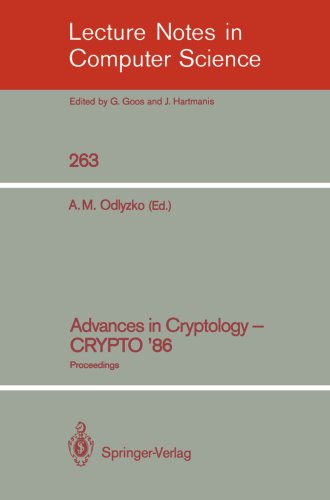 Lecture Notes in
Computer Science
Edited by G. Goos and J. Hartmanis
263
A.M. Odlyzko (Ed.)
Advances in Cryptology –
CRYPTO '86
Proceedings
Springer-Verlag